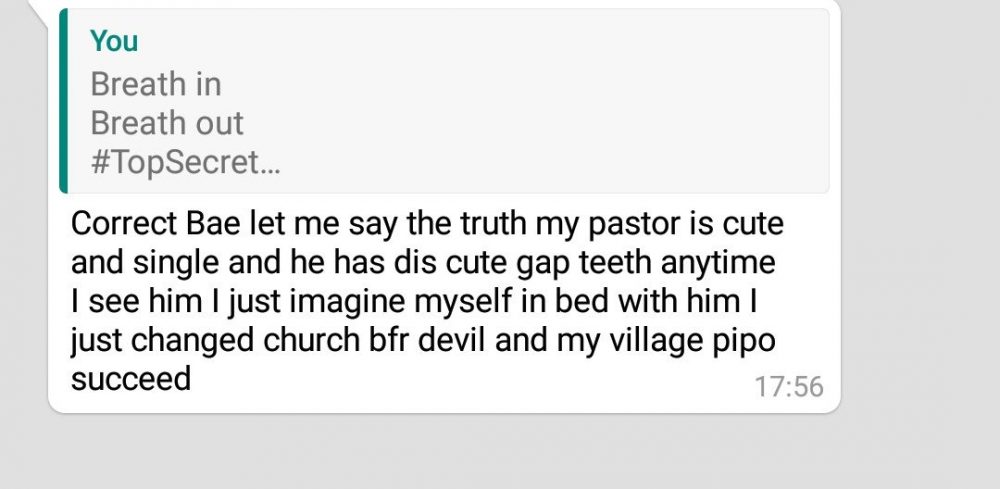 You
Breath in
Breath out
#TopSecret...
Correct Bae let me say the truth my pastor is cute
and single and he has dis cute gap teeth anytime
I see him I just imagine myself in bed with him I
just changed church bfr devil and my village pipo
succeed
17:56